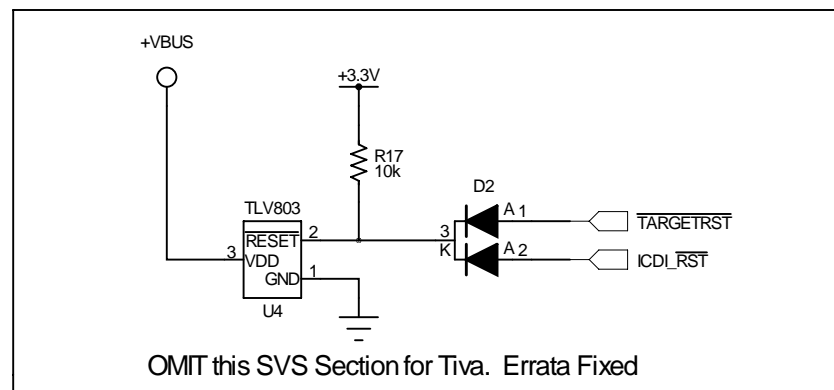 +VBUS
+3.3V
R17
10k
D2
TLV803
RESET
2
3
VDD
GND
1
U4
3
K
A
1
A
2
TARGETRST
ICDI_RST
OMIT this SVS Section for Tiva. Errata Fixed